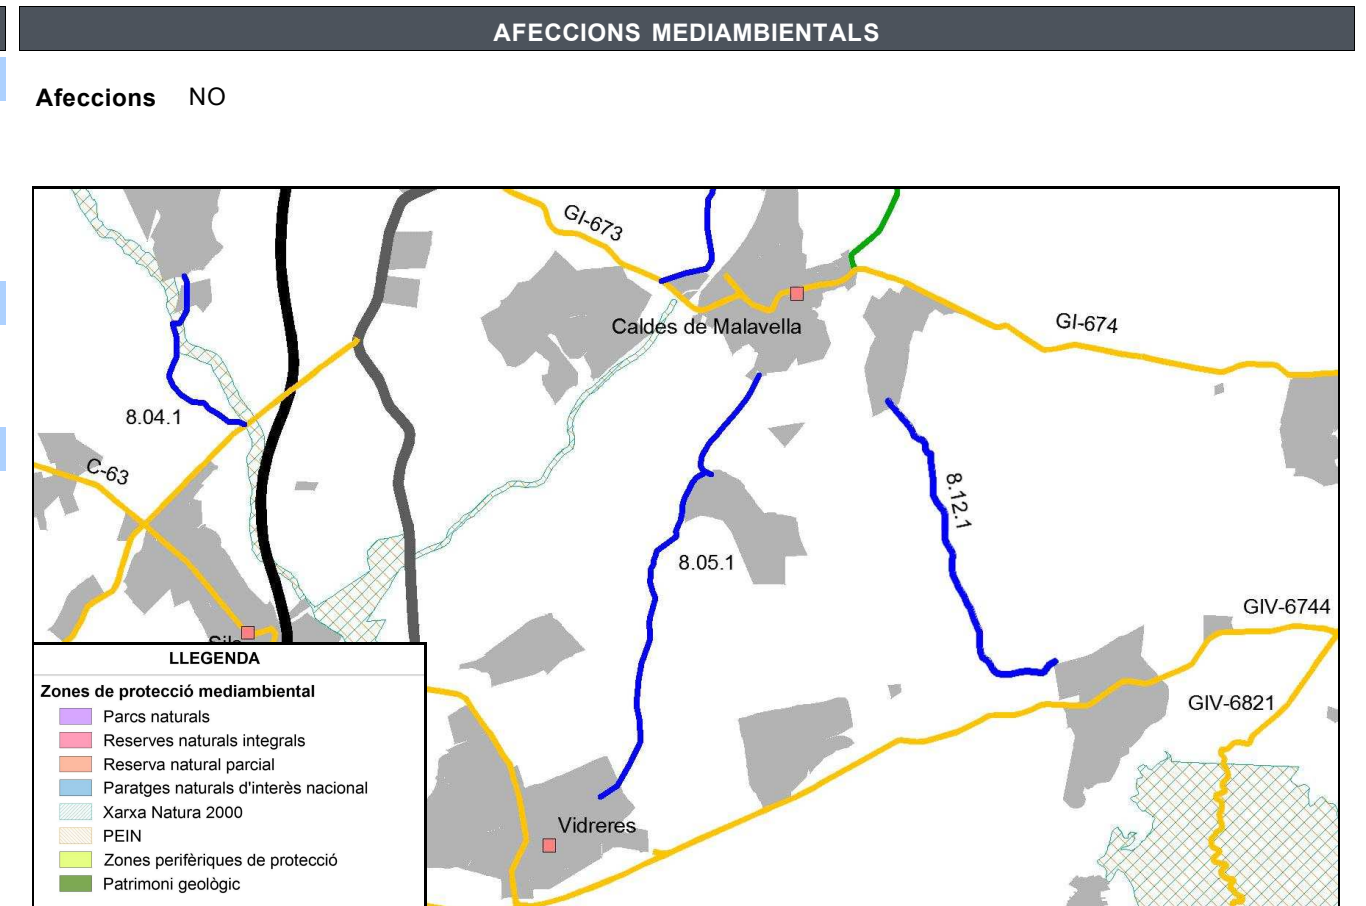 AFECCIONS MEDIAMBIENTALS
Afeccions NO
GI-673
Caldes de Malavella
GI-674
8.04.1
C-63
8.12.1
8.05.1
GIV-6744
GIV-6821
Vidreres
LLEGENDA
Zones de protecció mediambiental
Parcs naturals
Reserves naturals integrals
Reserva natural parcial
Paratges naturals d'interès nacional
Xarxa Natura 2000
PEIN
Zones perifèriques de protecció
Patrimoni geològic